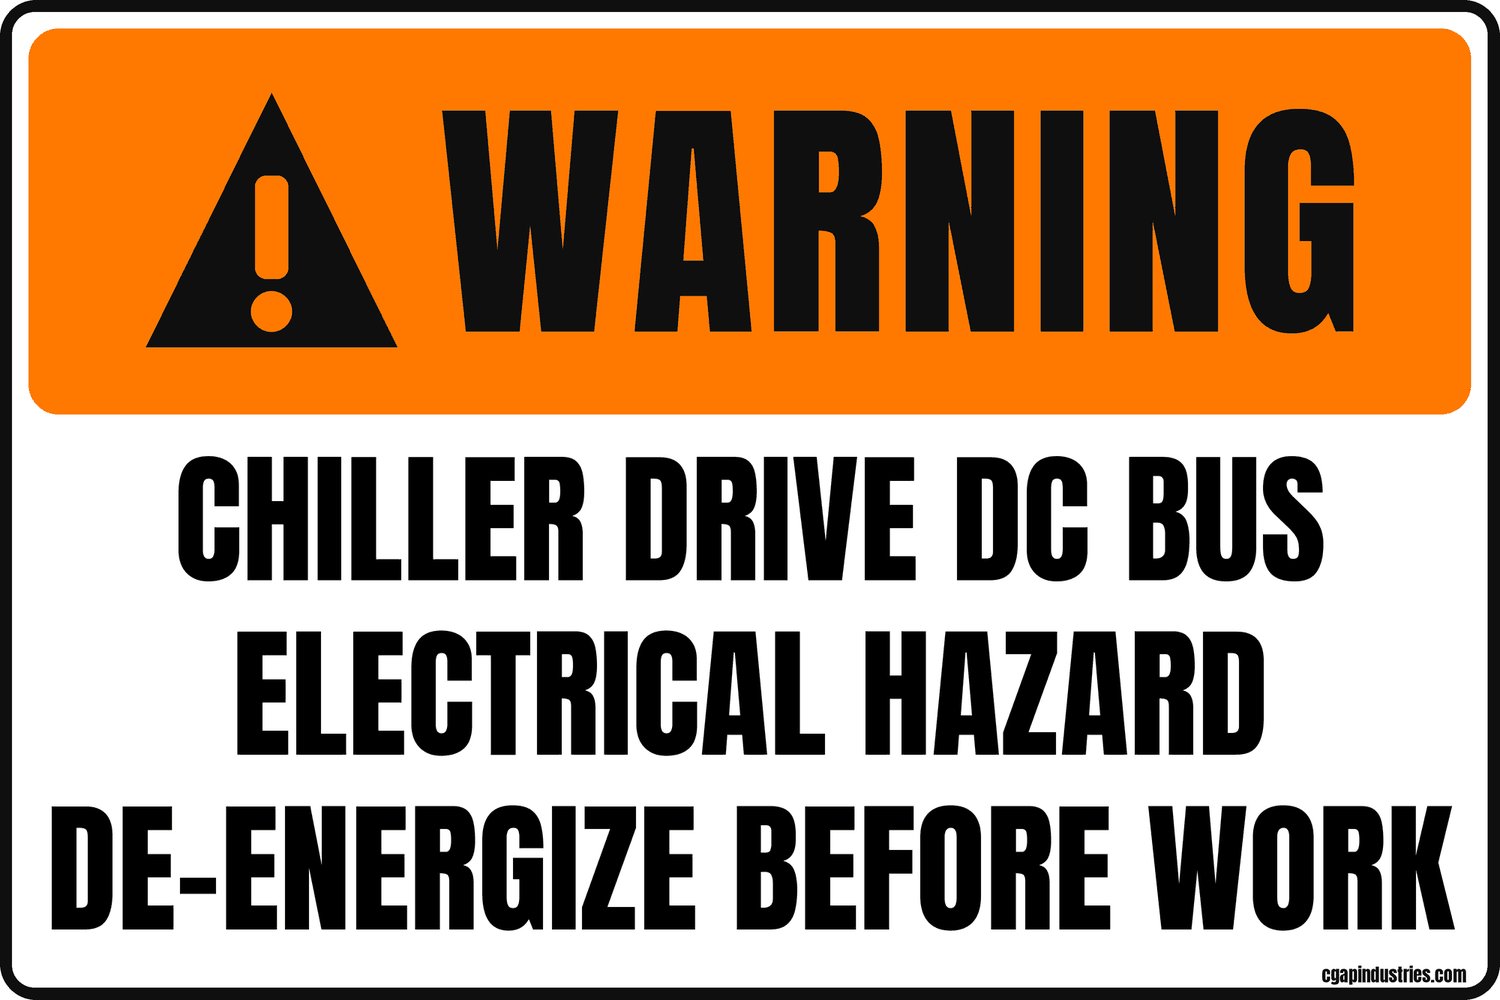 WARNING
CHILLER DRIVE DC BUS
ELECTRICAL HAZARD
DE-ENERGIZE BEFORE WORK
cgapindustries.com